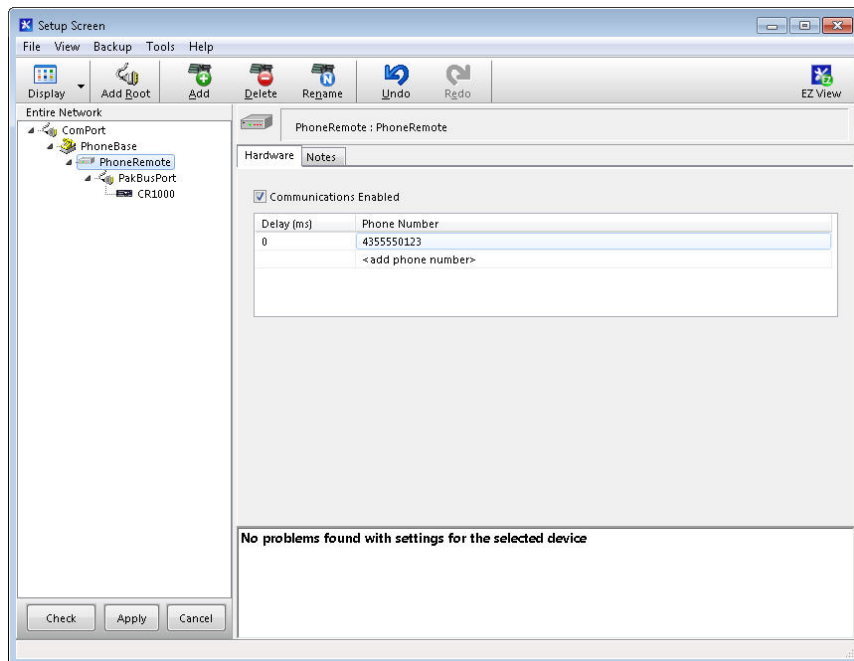 Setup Screen
File View Backup Tools Help
Display Add Root Add Delete Rename Undo Redo EZ View
Entire Network
ComPort
PhoneBase
PhoneRemote
PakBusPort
CR1000
PhoneRemote : PhoneRemote
Hardware Notes
Communications Enabled
Delay (ms) Phone Number
0 4355550123
<add phone number>
No problems found with settings for the selected device
Check Apply Cancel